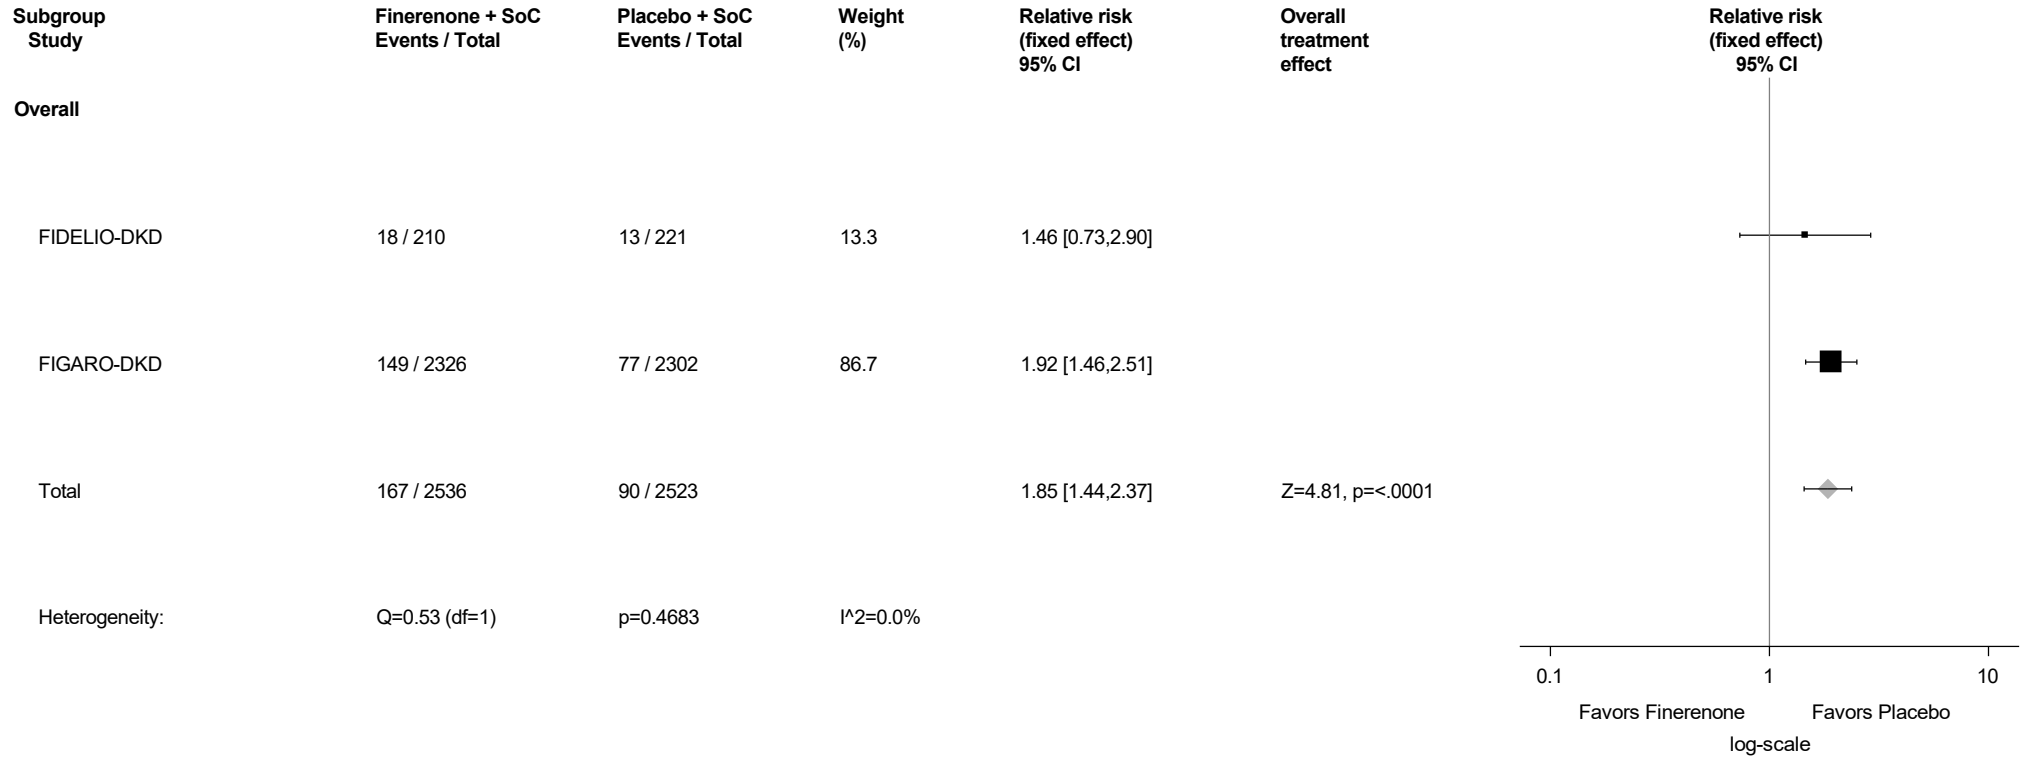 Subgroup Finerenone + SoC Placebo + SoC Weight Relative risk Overall Relative risk
Study Events / Total Events / Total (%) (fixed effect) treatment (fixed effect)
95% CI effect 95% CI
Overall
FIDELIO-DKD 18 / 210 13 / 221 13.3 1.46 [0.73,2.90]
FIGARO-DKD 149 / 2326 77 / 2302 86.7 1.92 [1.46,2.51]
Total 167 / 2536 90 / 2523 1.85 [1.44,2.37] Z=4.81, p=<.0001
Heterogeneity: Q=0.53 (df=1) p=0.4683 I^2=0.0%
0.1 1 10
Favors Finerenone Favors Placebo
log-scale